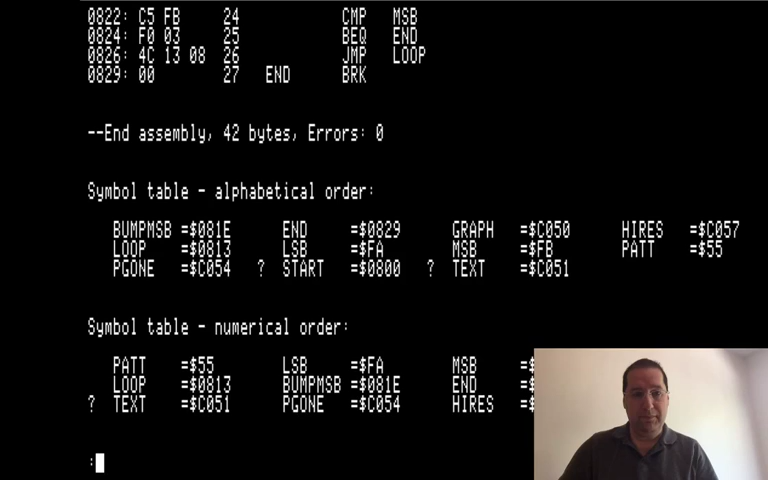 0822: C5 FB 24 CMP MSB
0824: F0 03 25 BEQ END
0826: 4C 13 08 26 JMP LOOP
0829: 00 27 END BRK
--End assembly, 42 bytes, Errors: 0
Symbol table - alphabetical order:
BUMPMSB =$081E END =$0829 GRAPH =$C050 HIRES =$C057
LOOP =$0813 LSB =$FA MSB =$FB PATT =$55
PGONE =$C054 ? START =$0800 ? TEXT =$C051
Symbol table - numerical order:
PATT =$55 LSB =$FA MSB =$
LOOP =$0813 BUMPMSB =$081E END =$
? TEXT =$C051 PGONE =$C054 HIRES =$
: